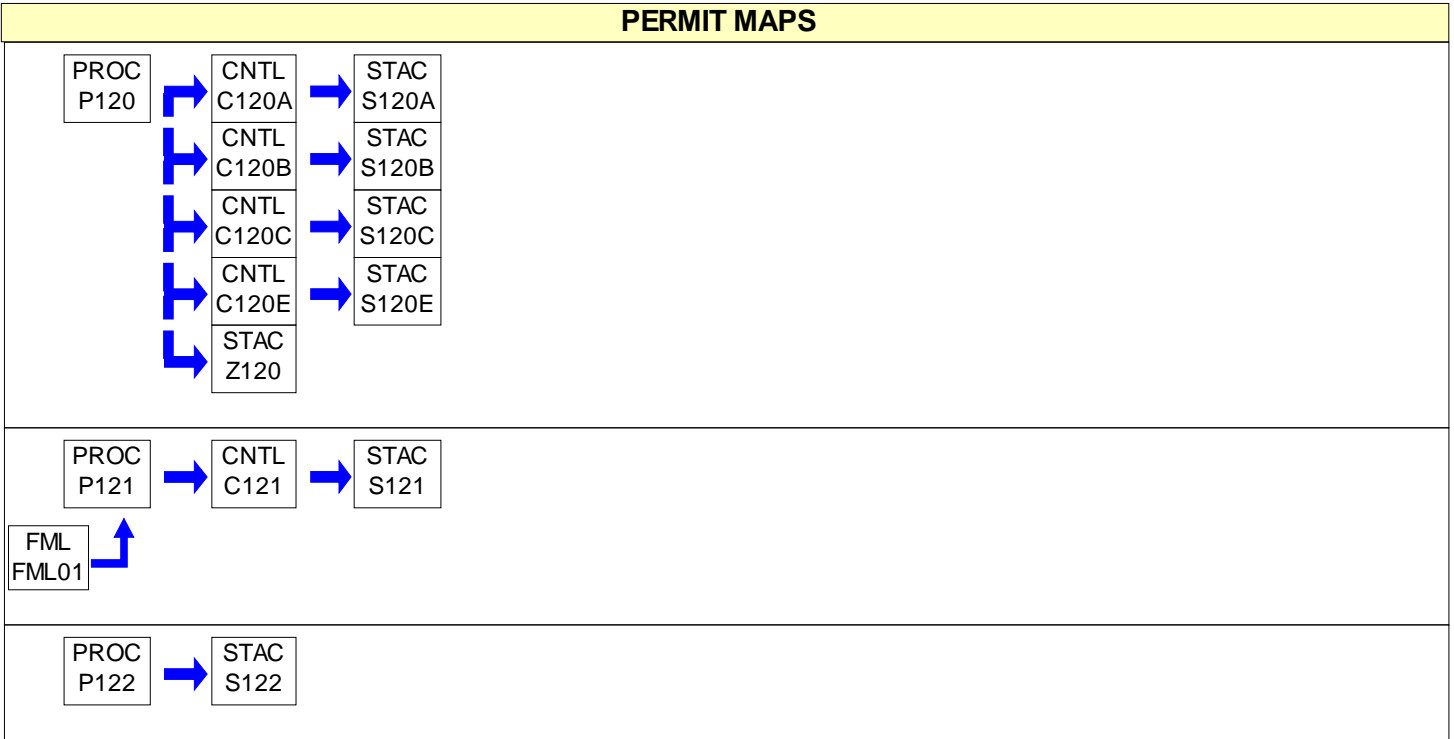 PERMIT MAPS
PROC
P120
CNTL
C120A
STAC
S120A
CNTL
C120B
STAC
S120B
CNTL
C120C
STAC
S120C
CNTL
C120E
STAC
S120E
STAC
Z120
PROC
P121
CNTL
C121
STAC
S121
FML
FML01
PROC
P122
STAC
S122